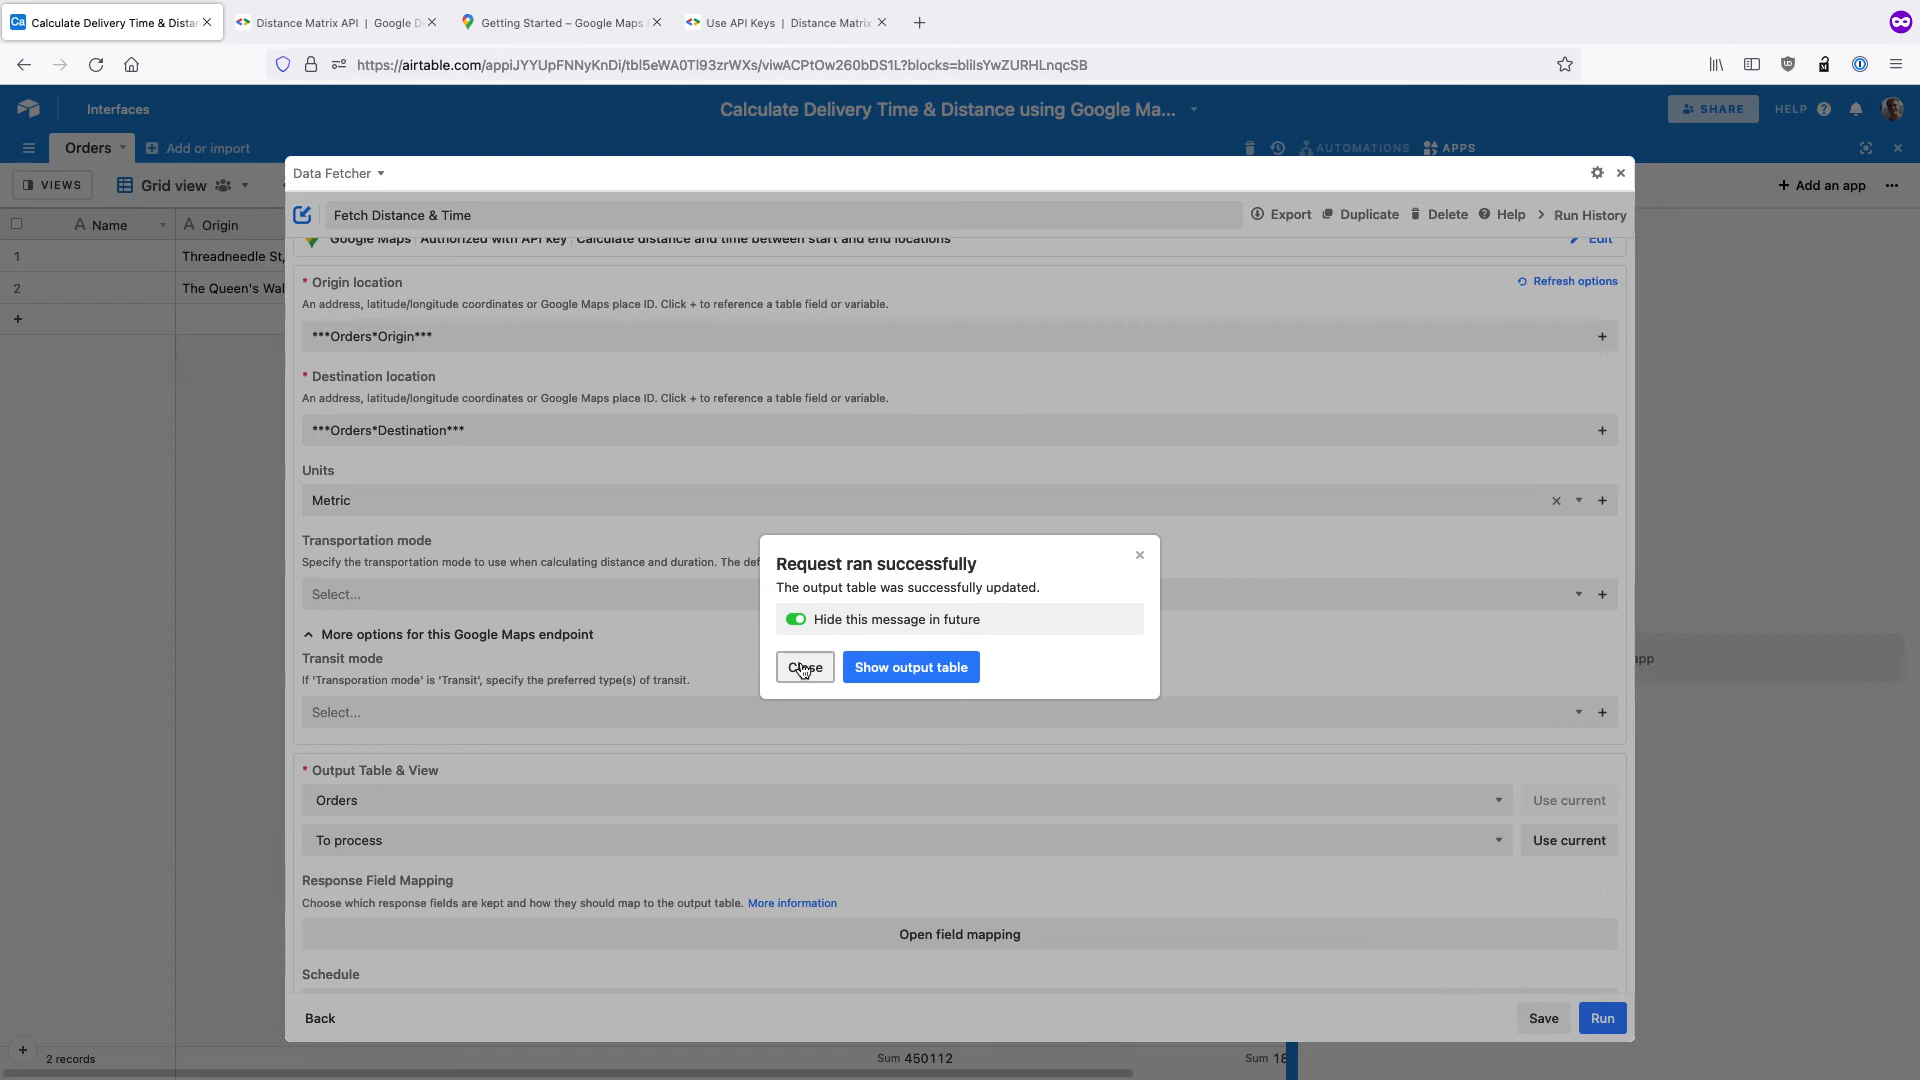 Calculate Delivery Time & Distan
Distance Matrix API | Google D
Getting Started – Google Maps
Use API Keys | Distance Matrix
https://airtable.com/appiJYYUpFNNyKnDi/tbl5eWA0Tl93zrWXs/viwACPtOw260bDS1L?blocks=bliIsYwZURHLnqcSB
Interfaces
Calculate Delivery Time & Distance using Google Ma...
SHARE
HELP
Orders
Add or import
AUTOMATIONS
APPS
VIEWS
Grid view
Data Fetcher
Add an app
Fetch Distance & Time
Export
Duplicate
Delete
Help
Run History
Name
Origin
Google Maps | Authorized with API key | Calculate distance and time between start and end locations
Edit
1
Threadneedle St,
2
The Queen's Wal
* Origin location
Refresh options
An address, latitude/longitude coordinates or Google Maps place ID. Click + to reference a table field or variable.
***Orders*Origin***
* Destination location
An address, latitude/longitude coordinates or Google Maps place ID. Click + to reference a table field or variable.
***Orders*Destination***
Units
Metric
Transportation mode
Specify the transportation mode to use when calculating distance and duration. The def
Select...
More options for this Google Maps endpoint
Transit mode
If 'Transporation mode' is 'Transit', specify the preferred type(s) of transit.
Select...
Request ran successfully
The output table was successfully updated.
Hide this message in future
Close
Show output table
app
* Output Table & View
Orders
Use current
To process
Use current
Response Field Mapping
Choose which response fields are kept and how they should map to the output table. More information
Open field mapping
Schedule
Back
Save
Run
2 records
Sum 450112
Sum 18